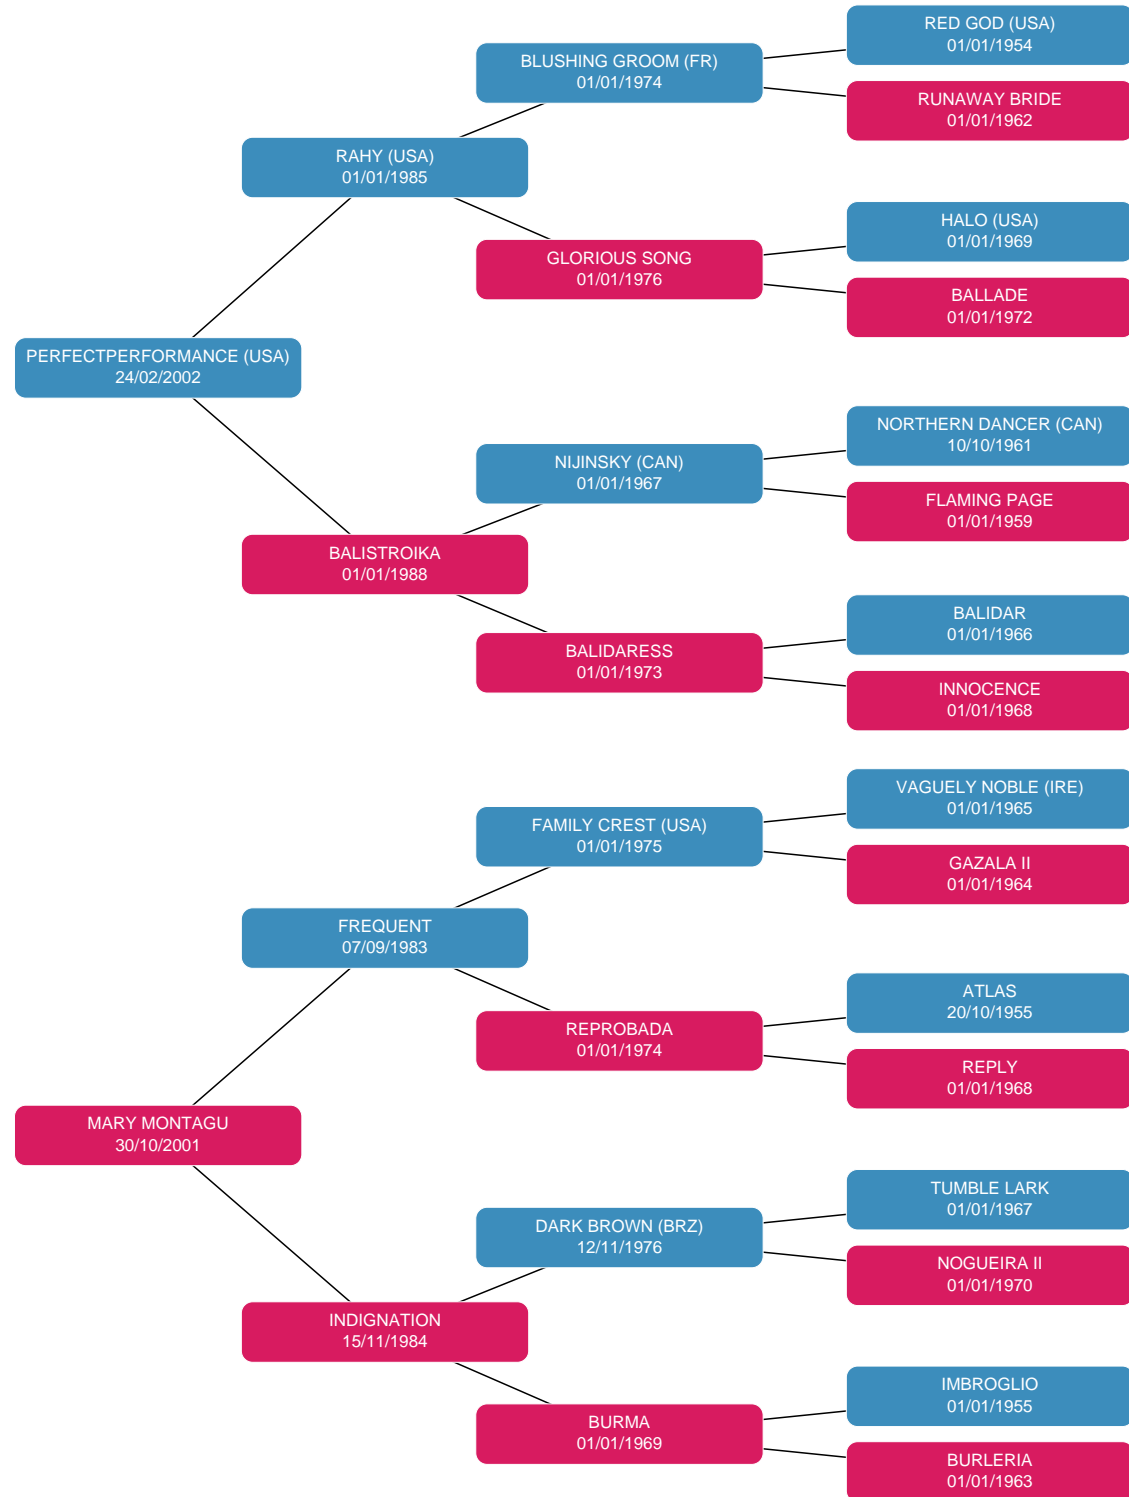 RED GOD (USA)
01/01/1954
BLUSHING GROOM (FR)
01/01/1974
RUNAWAY BRIDE
01/01/1962
RAHY (USA)
01/01/1985
HALO (USA)
01/01/1969
GLORIOUS SONG
01/01/1976
BALLADE
01/01/1972
PERFECTPERFORMANCE (USA)
24/02/2002
NORTHERN DANCER (CAN)
10/10/1961
NIJINSKY (CAN)
01/01/1967
FLAMING PAGE
01/01/1959
BALISTROIKA
01/01/1988
BALIDAR
01/01/1966
BALIDARESS
01/01/1973
INNOCENCE
01/01/1968
VAGUELY NOBLE (IRE)
01/01/1965
FAMILY CREST (USA)
01/01/1975
GAZALA II
01/01/1964
FREQUENT
07/09/1983
ATLAS
20/10/1955
REPROBADA
01/01/1974
REPLY
01/01/1968
MARY MONTAGU
30/10/2001
TUMBLE LARK
01/01/1967
DARK BROWN (BRZ)
12/11/1976
NOGUEIRA II
01/01/1970
INDIGNATION
15/11/1984
IMBROGLIO
01/01/1955
BURMA
01/01/1969
BURLERIA
01/01/1963